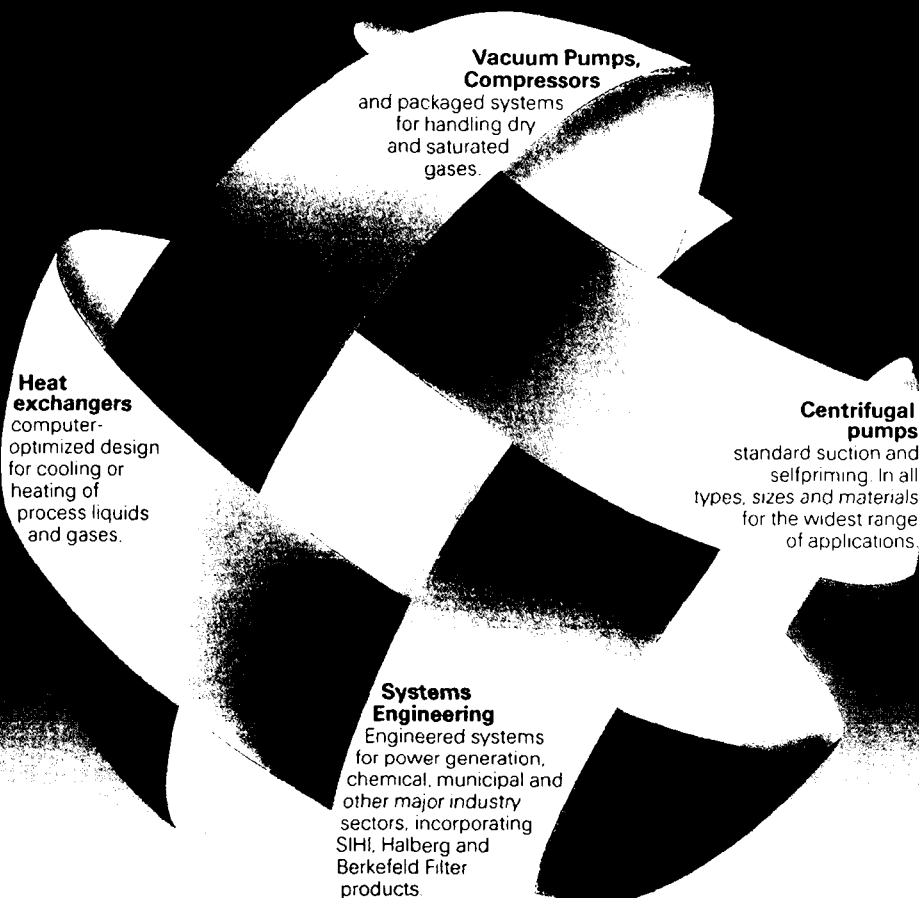 Vacuum Pumps,
Compressors
and packaged systems
for handling dry
and saturated
gases.
Heat
exchangers
computer-
optimized design
for cooling or
heating of
process liquids
and gases.
Centrifugal
pumps
standard suction and
selfpriming. In all
types, sizes and materials
for the widest range
of applications.
Systems
Engineering
Engineered systems
for power generation,
chemical, municipal and
other major industry
sectors, incorporating
SIHI, Halberg and
Berkefeld Filter
products.